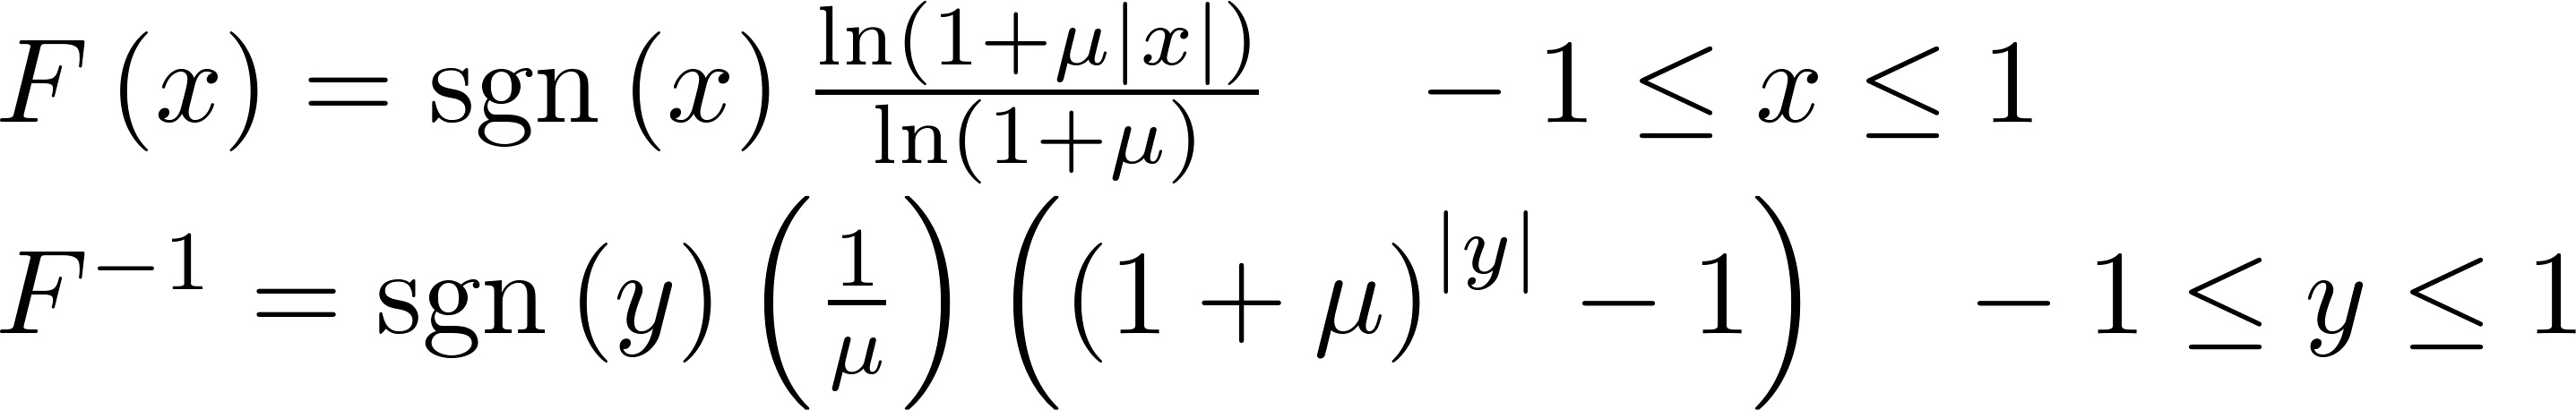 F(x) = sgn(x) ln(1+μ|x|)/ln(1+μ) −1 ≤ x ≤ 1
F⁻¹ = sgn(y) (1/μ) ((1 + μ)^|y| − 1) −1 ≤ y ≤ 1